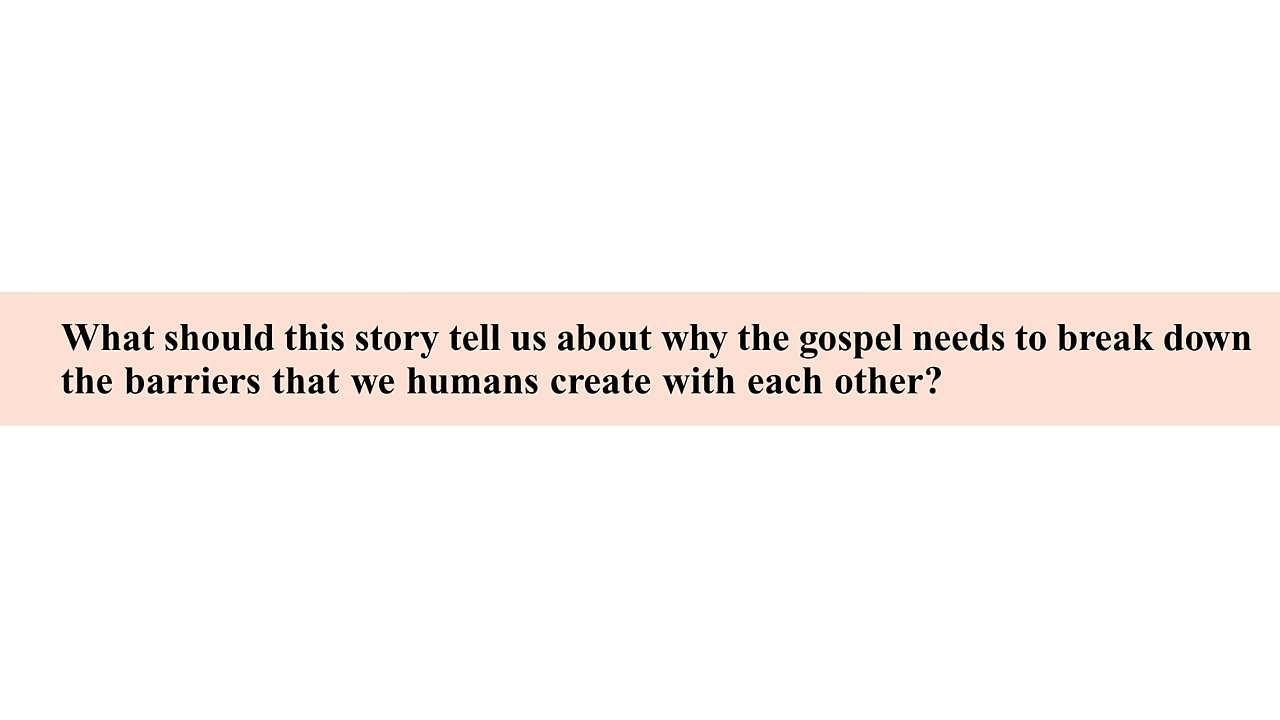 What should this story tell us about why the gospel needs to break down
the barriers that we humans create with each other?